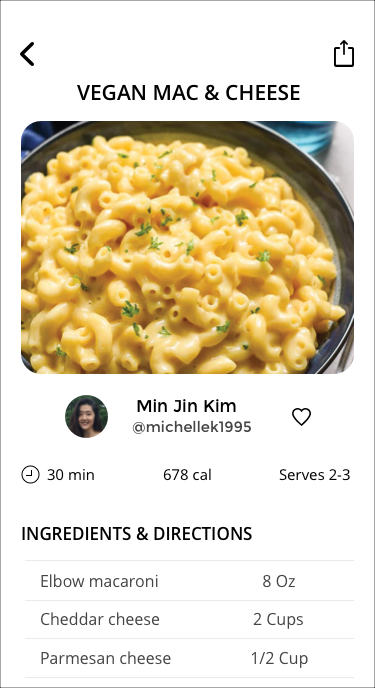 VEGAN MAC & CHEESE
Min Jin Kim
@michellek1995
30 min 678 cal Serves 2-3
INGREDIENTS & DIRECTIONS
Elbow macaroni 8 Oz
Cheddar cheese 2 Cups
Parmesan cheese 1/2 Cup